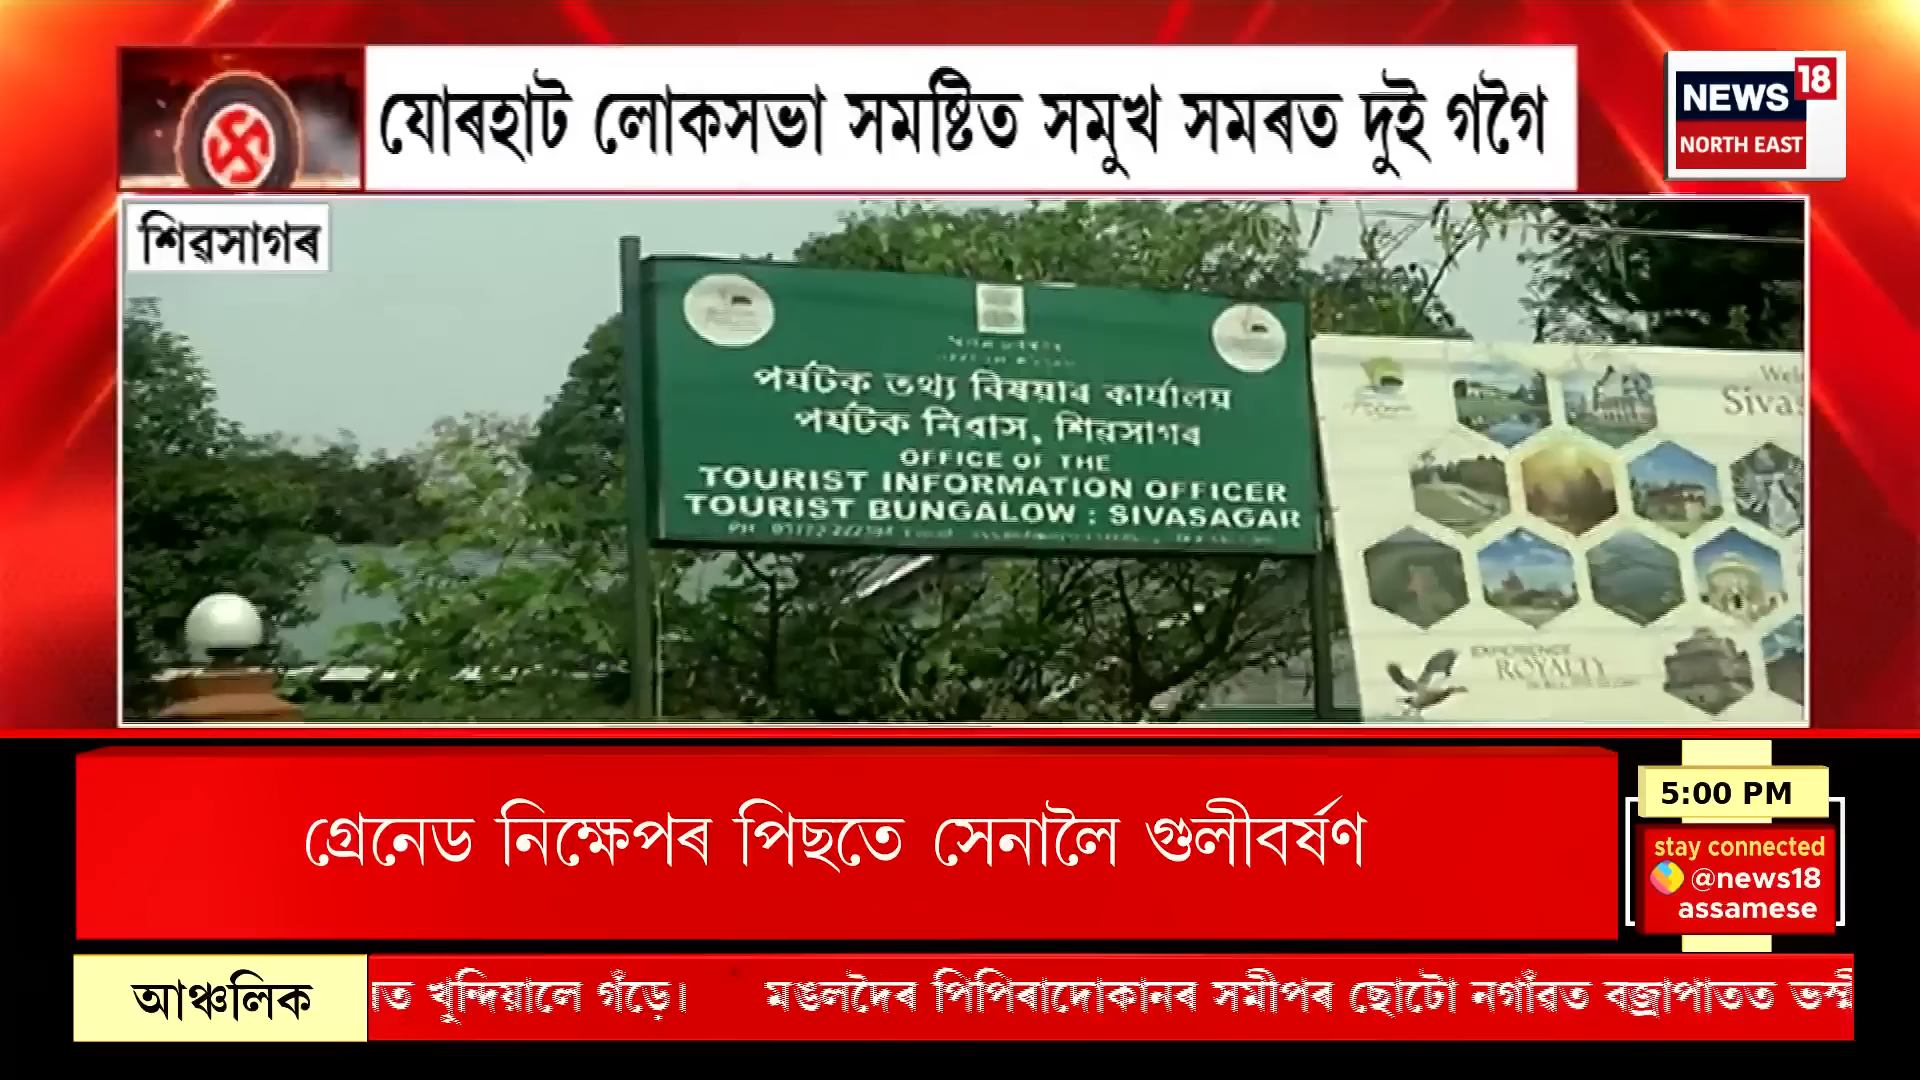 যোৰহাট লোকসভা সমষ্টিত সমুখ সমৰত দুই গগৈ
NEWS 18
NORTH EAST
শিৱসাগৰ
পৰ্যটক তথ্য বিষয়াৰ কাৰ্যালয়
পৰ্যটক নিবাস, শিৱসাগৰ
OFFICE OF THE
TOURIST INFORMATION OFFICER
TOURIST BUNGALOW : SIVASAGAR
EXPERIENCE
ROYALTY
গ্ৰেনেড নিক্ষেপৰ পিছতে সেনালৈ গুলীবৰ্ষণ
5:00 PM
stay connected
@news18
assamese
আঞ্চলিক
ত খুন্দিয়ালে গঁড়ে। মঙলদৈৰ পিপিৰাদোকানৰ সমীপৰ ছোটো নগাঁৱত বজ্ৰাপাতত